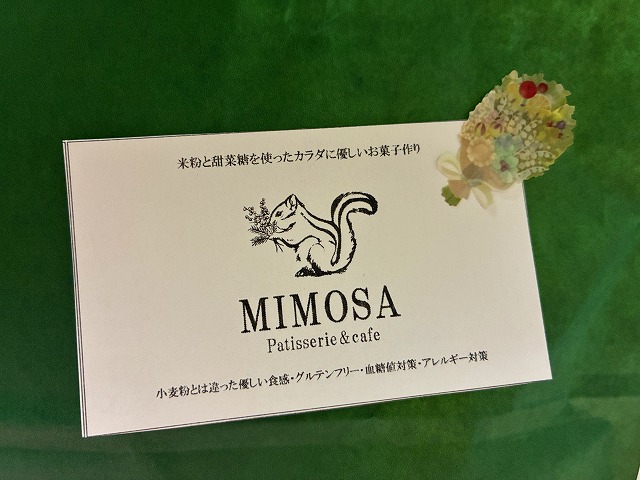 米粉と甜菜糖を使ったカラダに優しいお菓子作り
MIMOSA
Patisserie & cafe
小麦粉とは違った優しい食感・グルテンフリー・血糖値対策・アレルギー対策